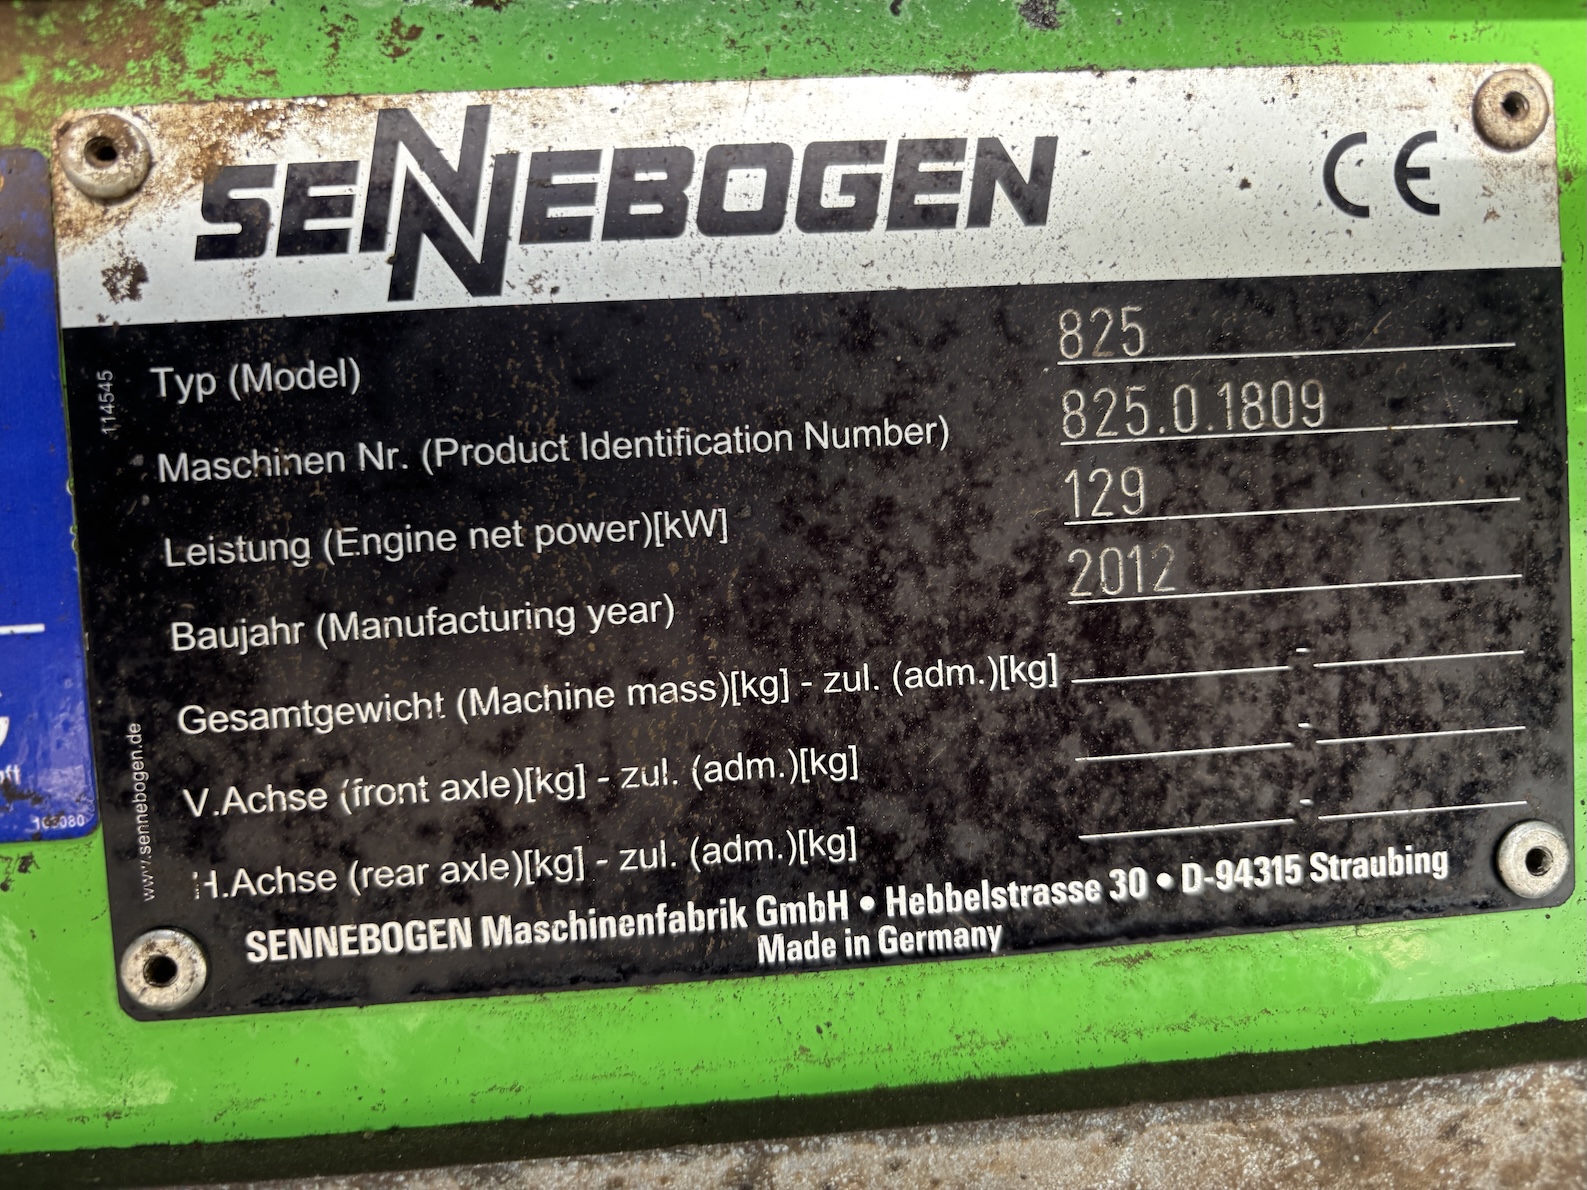 SENNEBOGEN CE
Typ (Model) 825
Maschinen Nr. (Product Identification Number) 825.0.1809
Leistung (Engine net power)[kW] 129
Baujahr (Manufacturing year) 2012
Gesamtgewicht (Machine mass)[kg] - zul. (adm.)[kg] -
V.Achse (front axle)[kg] - zul. (adm.)[kg] -
H.Achse (rear axle)[kg] - zul. (adm.)[kg] -
SENNEBOGEN Maschinenfabrik GmbH • Hebbelstrasse 30 • D-94315 Straubing
Made in Germany
114545
www.sennebogen.de